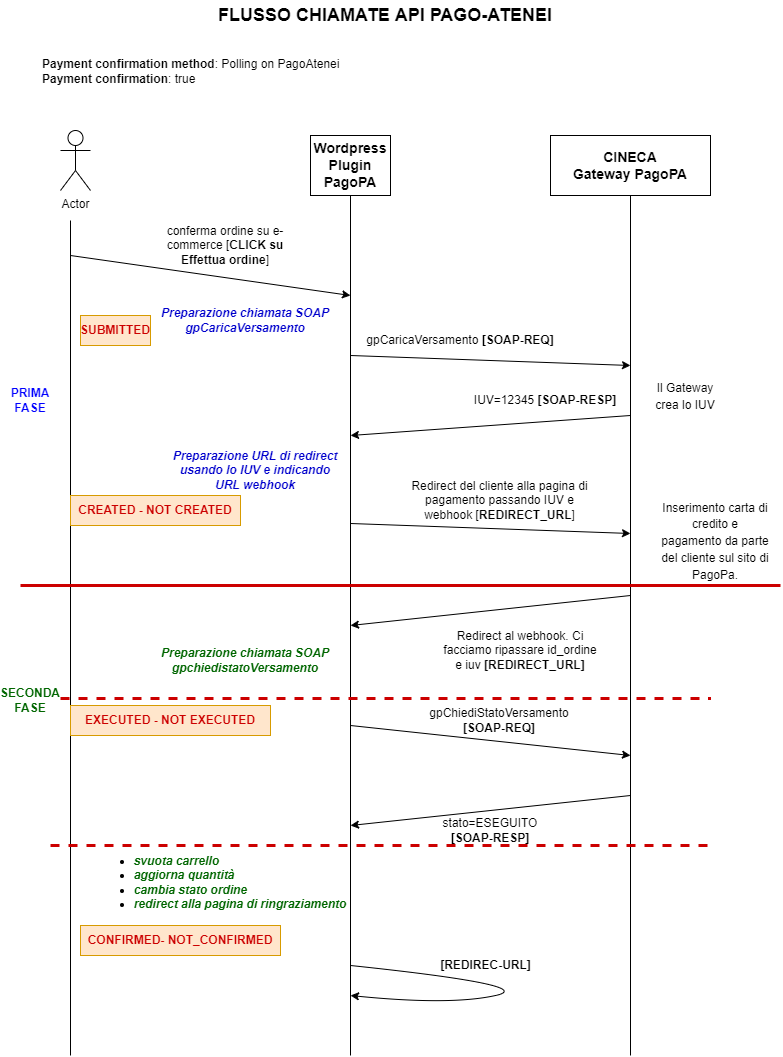 FLUSSO CHIAMATE API PAGO-ATENEI
Payment confirmation method: Polling on PagoAtenei
Payment confirmation: true
Actor
Wordpress
Plugin
PagoPA
CINECA
Gateway PagoPA
conferma ordine su e-
commerce [CLICK su
Effettua ordine]
Preparazione chiamata SOAP
gpCaricaVersamento
SUBMITTED
gpCaricaVersamento [SOAP-REQ]
PRIMA
FASE
Il Gateway
crea lo IUV
IUV=12345 [SOAP-RESP]
Preparazione URL di redirect
usando lo IUV e indicando
URL webhook
CREATED - NOT CREATED
Redirect del cliente alla pagina di
pagamento passando IUV e
webhook [REDIRECT_URL]
Inserimento carta di
credito e
pagamento da parte
del cliente sul sito di
PagoPa.
Redirect al webhook. Ci
facciamo ripassare id_ordine
e iuv [REDIRECT_URL]
Preparazione chiamata SOAP
gpchiedistatoVersamento
SECONDA
FASE
EXECUTED - NOT EXECUTED
gpChiediStatoVersamento
[SOAP-REQ]
stato=ESEGUITO
[SOAP-RESP]
• svuota carrello
• aggiorna quantità
• cambia stato ordine
• redirect alla pagina di ringraziamento
CONFIRMED- NOT_CONFIRMED
[REDIREC-URL]